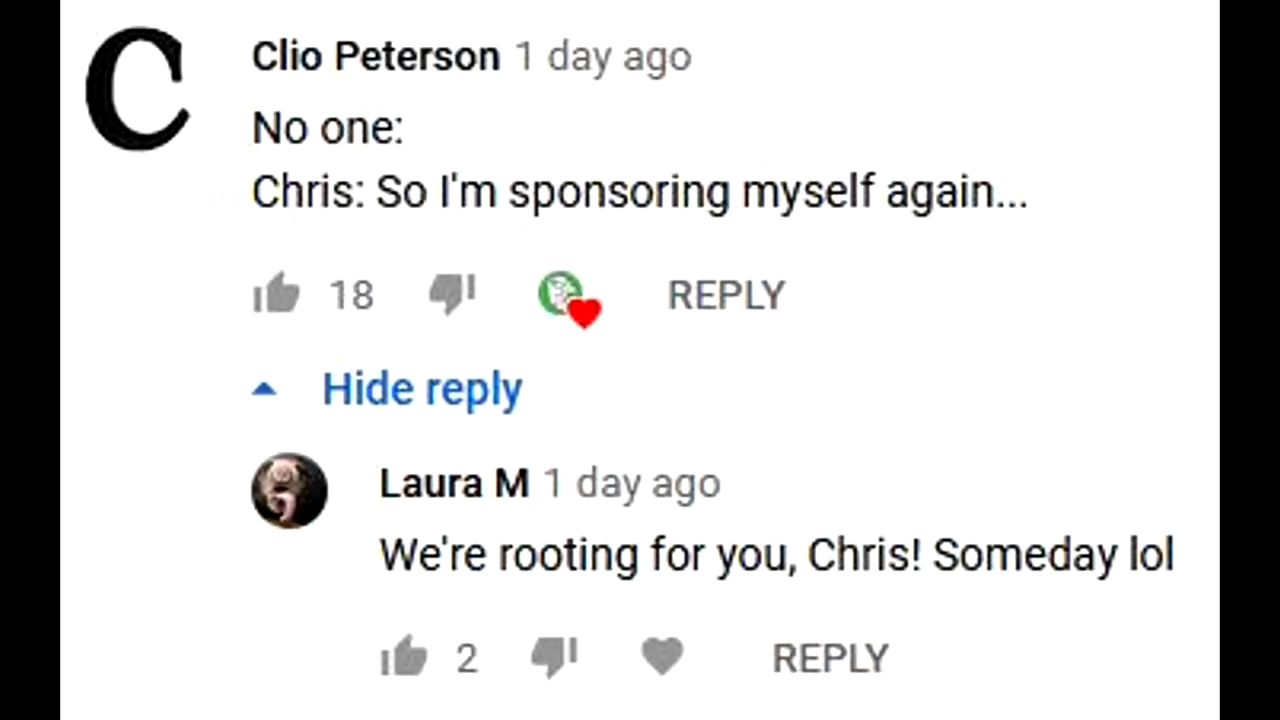 C
Clio Peterson 1 day ago
No one:
Chris: So I'm sponsoring myself again...
18 REPLY
Hide reply
Laura M 1 day ago
We're rooting for you, Chris! Someday lol
2 REPLY